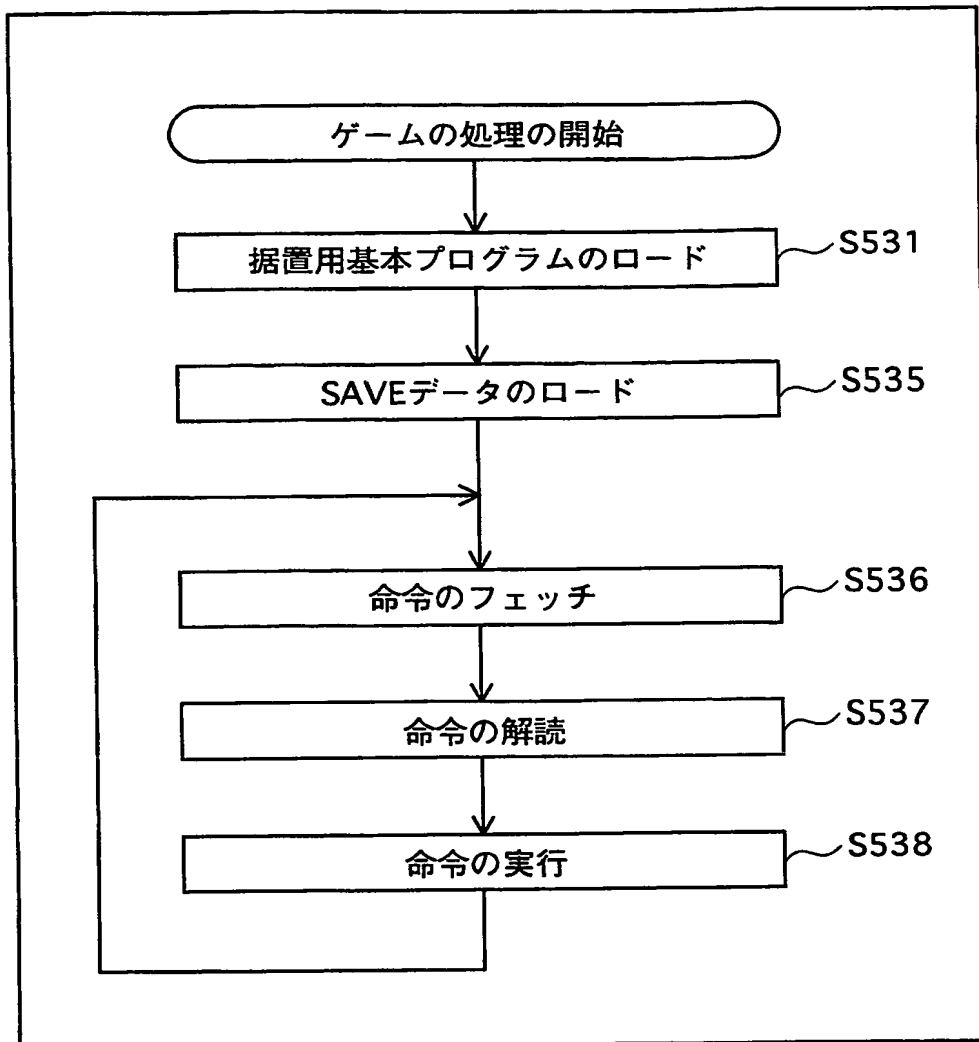 ゲームの処理の開始
据置用基本プログラムのロード
S531
SAVEデータのロード
S535
命令のフェッチ
S536
命令の解読
S537
命令の実行
S538